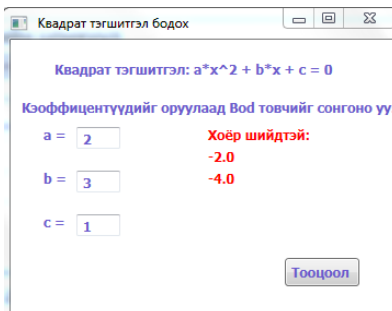 Квадрат тэгшитгэл бодох
Квадрат тэгшитгэл: a*x^2 + b*x + c = 0
Кэоффицентүүдийг оруулаад Bod товчийг сонгоно уу
a = 2
Хоёр шийдтэй:
-2.0
b = 3
-4.0
c = 1
Тооцоол